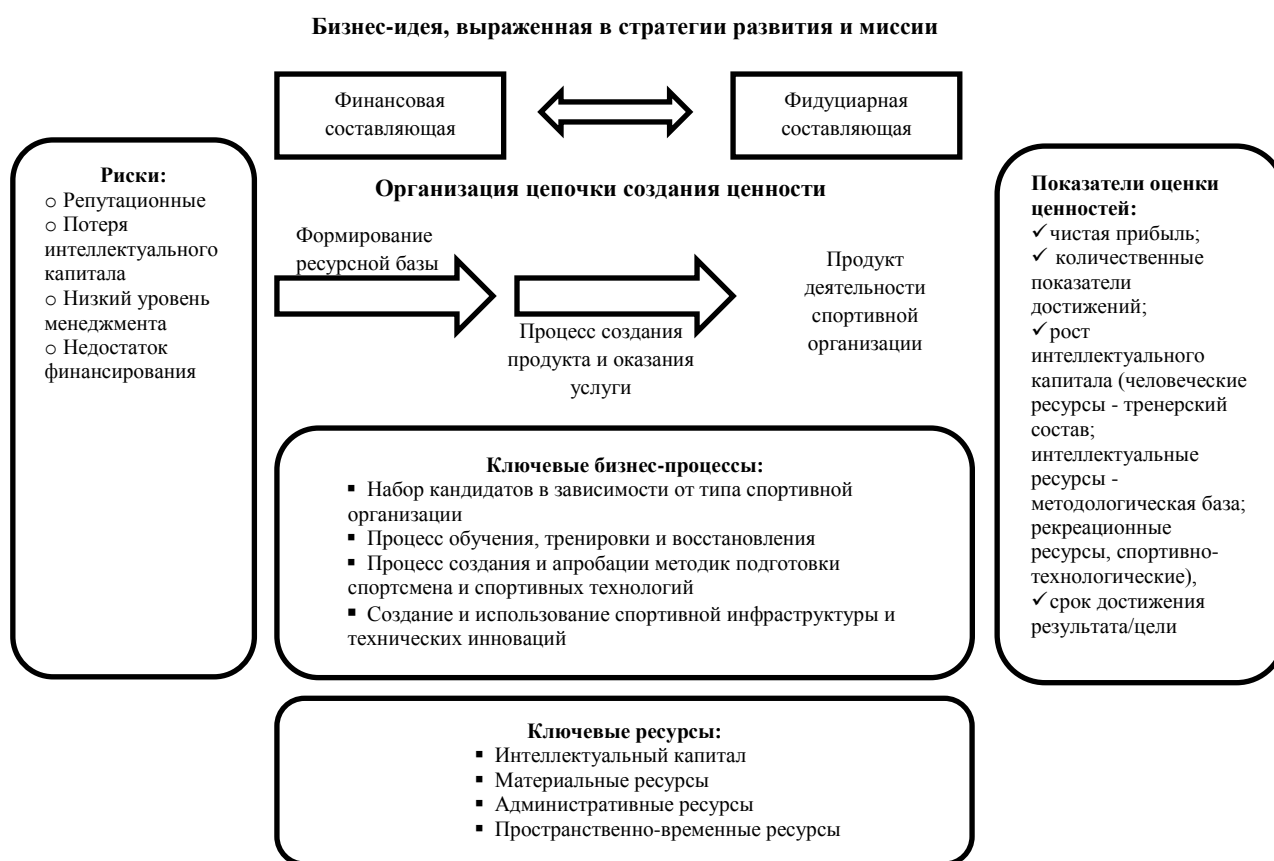 Бизнес-идея, выраженная в стратегии развития и миссии
Финансовая
составляющая
Фидуциарная
составляющая
Риски:
o Репутационные
o Потеря
интеллектуального
капитала
o Низкий уровень
менеджмента
o Недостаток
финансирования
Организация цепочки создания ценности
Формирование
ресурсной базы
Процесс создания
продукта и оказания
услуги
Продукт
деятельности
спортивной
организации
Показатели оценки
ценностей:
✓чистая прибыль;
✓ количественные
показатели
достижений;
✓рост
интеллектуального
капитала (человеческие
ресурсы - тренерский
состав;
интеллектуальные
ресурсы -
методологическая база;
рекреационные
ресурсы, спортивно-
технологические),
✓срок достижения
результата/цели
Ключевые бизнес-процессы:
▪ Набор кандидатов в зависимости от типа спортивной
организации
▪ Процесс обучения, тренировки и восстановления
▪ Процесс создания и апробации методик подготовки
спортсмена и спортивных технологий
▪ Создание и использование спортивной инфраструктуры и
технических инноваций
Ключевые ресурсы:
▪ Интеллектуальный капитал
▪ Материальные ресурсы
▪ Административные ресурсы
▪ Пространственно-временные ресурсы